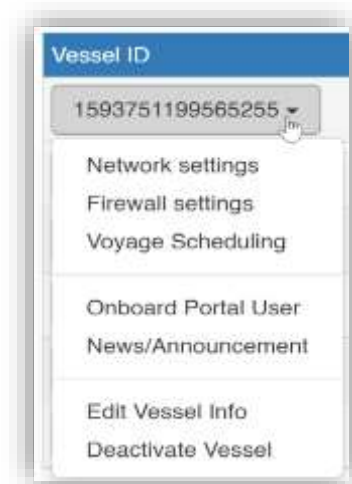 Vessel ID
1593751199565255
Network settings
Firewall settings
Voyage Scheduling
Onboard Portal User
News/Announcement
Edit Vessel Info
Deactivate Vessel